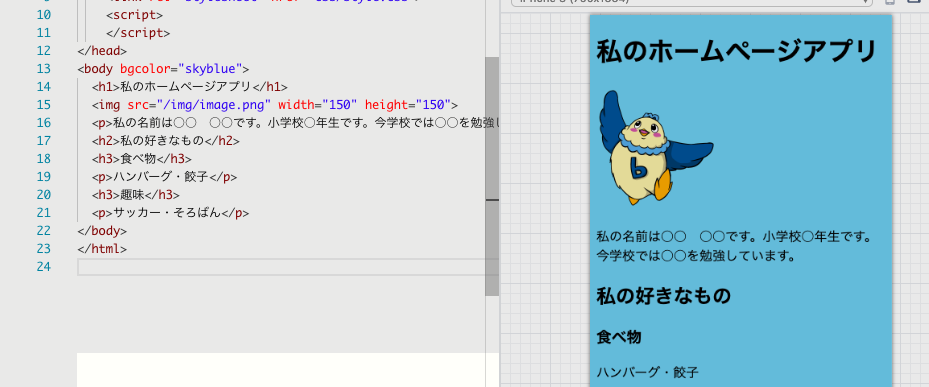 10 <script>
11 </script>
12 </head>
13 <body bgcolor="skyblue">
14 <h1>私のホームページアプリ</h1>
15 <img src="/img/image.png" width="150" height="150">
16 <p>私の名前は○○　○○です。小学校○年生です。今学校では○○を勉強し
17 <h2>私の好きなもの</h2>
18 <h3>食べ物</h3>
19 <p>ハンバーグ・餃子</p>
20 <h3>趣味</h3>
21 <p>サッカー・そろばん</p>
22 </body>
23 </html>
24
私のホームページアプリ
b
私の名前は○○　○○です。小学校○年生です。
今学校では○○を勉強しています。
私の好きなもの
食べ物
ハンバーグ・餃子